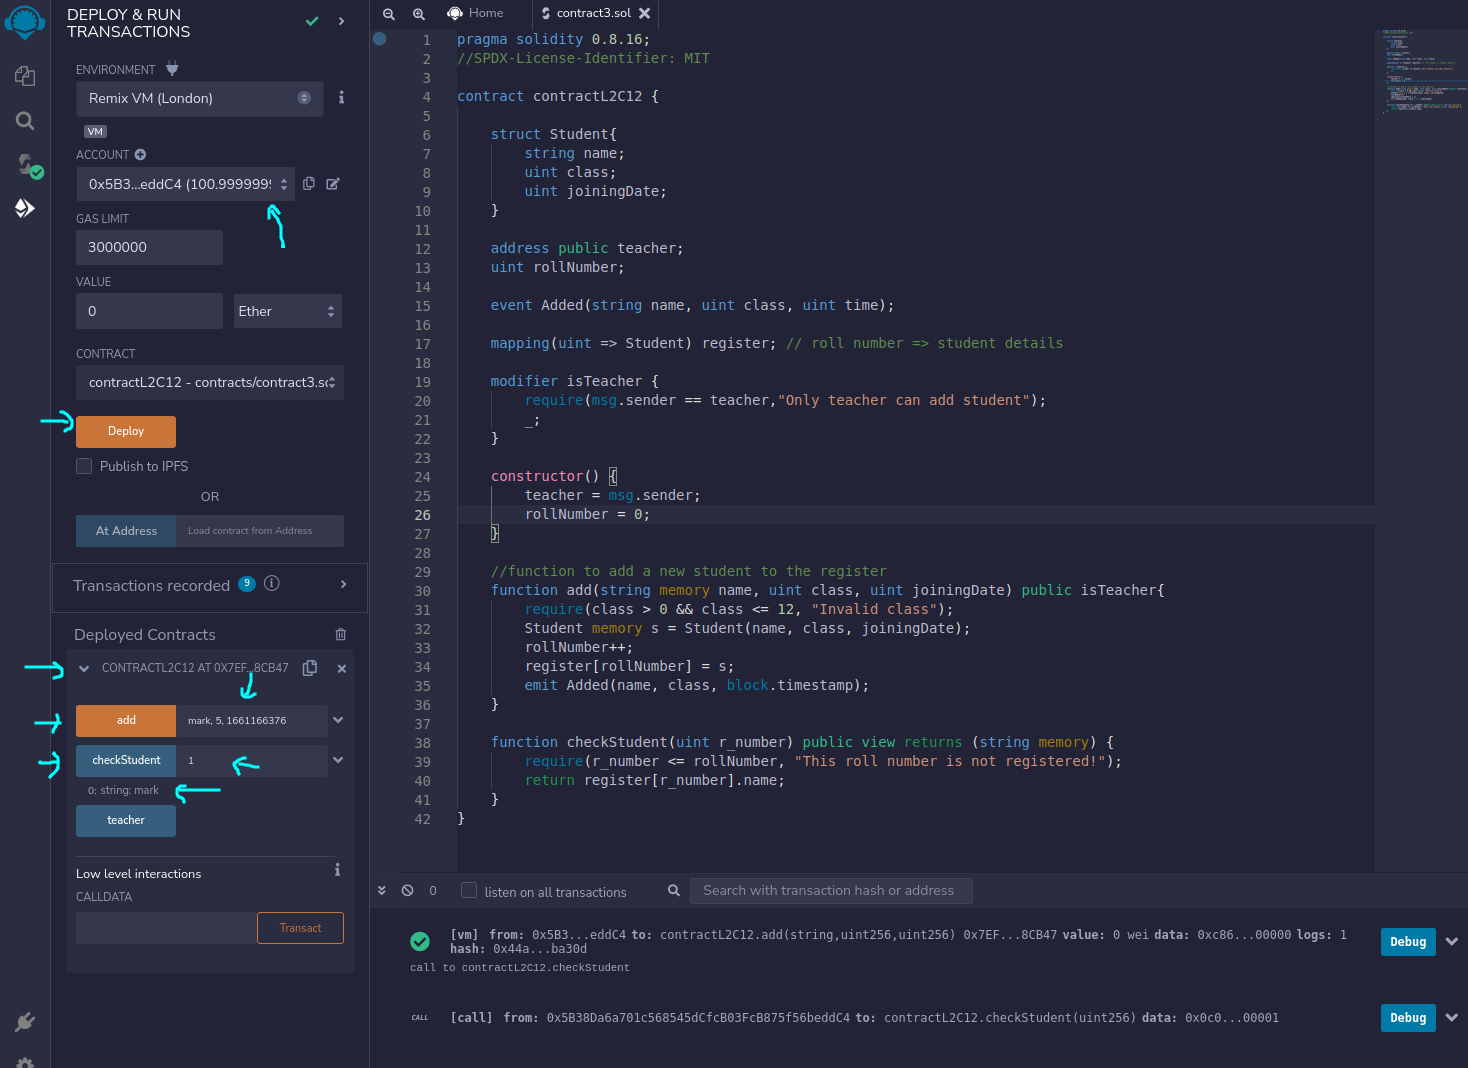 DEPLOY & RUN
TRANSACTIONS
ENVIRONMENT
Remix VM (London)
VM
ACCOUNT
0x5B3...eddC4 (100.999999
GAS LIMIT
3000000
VALUE
0
Ether
CONTRACT
contractL2C12 - contracts/contract3.so
Deploy
Publish to IPFS
OR
At Address
Load contract from Address
Transactions recorded 9
Deployed Contracts
CONTRACTL2C12 AT 0X7EF...8CB47
add
mark, 5, 1661166376
checkStudent
1
0: string: mark
teacher
Low level interactions
CALLDATA
Transact
Home
contract3.sol
1 pragma solidity 0.8.16;
2 //SPDX-License-Identifier: MIT
3
4 contract contractL2C12 {
5
6 struct Student{
7 string name;
8 uint class;
9 uint joiningDate;
10 }
11
12 address public teacher;
13 uint rollNumber;
14
15 event Added(string name, uint class, uint time);
16
17 mapping(uint => Student) register; // roll number => student details
18
19 modifier isTeacher {
20 require(msg.sender == teacher,"Only teacher can add student");
21 _;
22 }
23
24 constructor() {
25 teacher = msg.sender;
26 rollNumber = 0;
27 }
28
29 //function to add a new student to the register
30 function add(string memory name, uint class, uint joiningDate) public isTeacher{
31 require(class > 0 && class <= 12, "Invalid class");
32 Student memory s = Student(name, class, joiningDate);
33 rollNumber++;
34 register[rollNumber] = s;
35 emit Added(name, class, block.timestamp);
36 }
37
38 function checkStudent(uint r_number) public view returns (string memory) {
39 require(r_number <= rollNumber, "This roll number is not registered!");
40 return register[r_number].name;
41 }
42 }
0
listen on all transactions
Search with transaction hash or address
[vm] from: 0x5B3...eddC4 to: contractL2C12.add(string,uint256,uint256) 0x7EF...8CB47 value: 0 wei data: 0xc86...00000 logs: 1
hash: 0x44a...ba30d
Debug
call to contractL2C12.checkStudent
CALL
[call] from: 0x5B38Da6a701c568545dCfcB03FcB875f56beddC4 to: contractL2C12.checkStudent(uint256) data: 0x0c0...00001
Debug